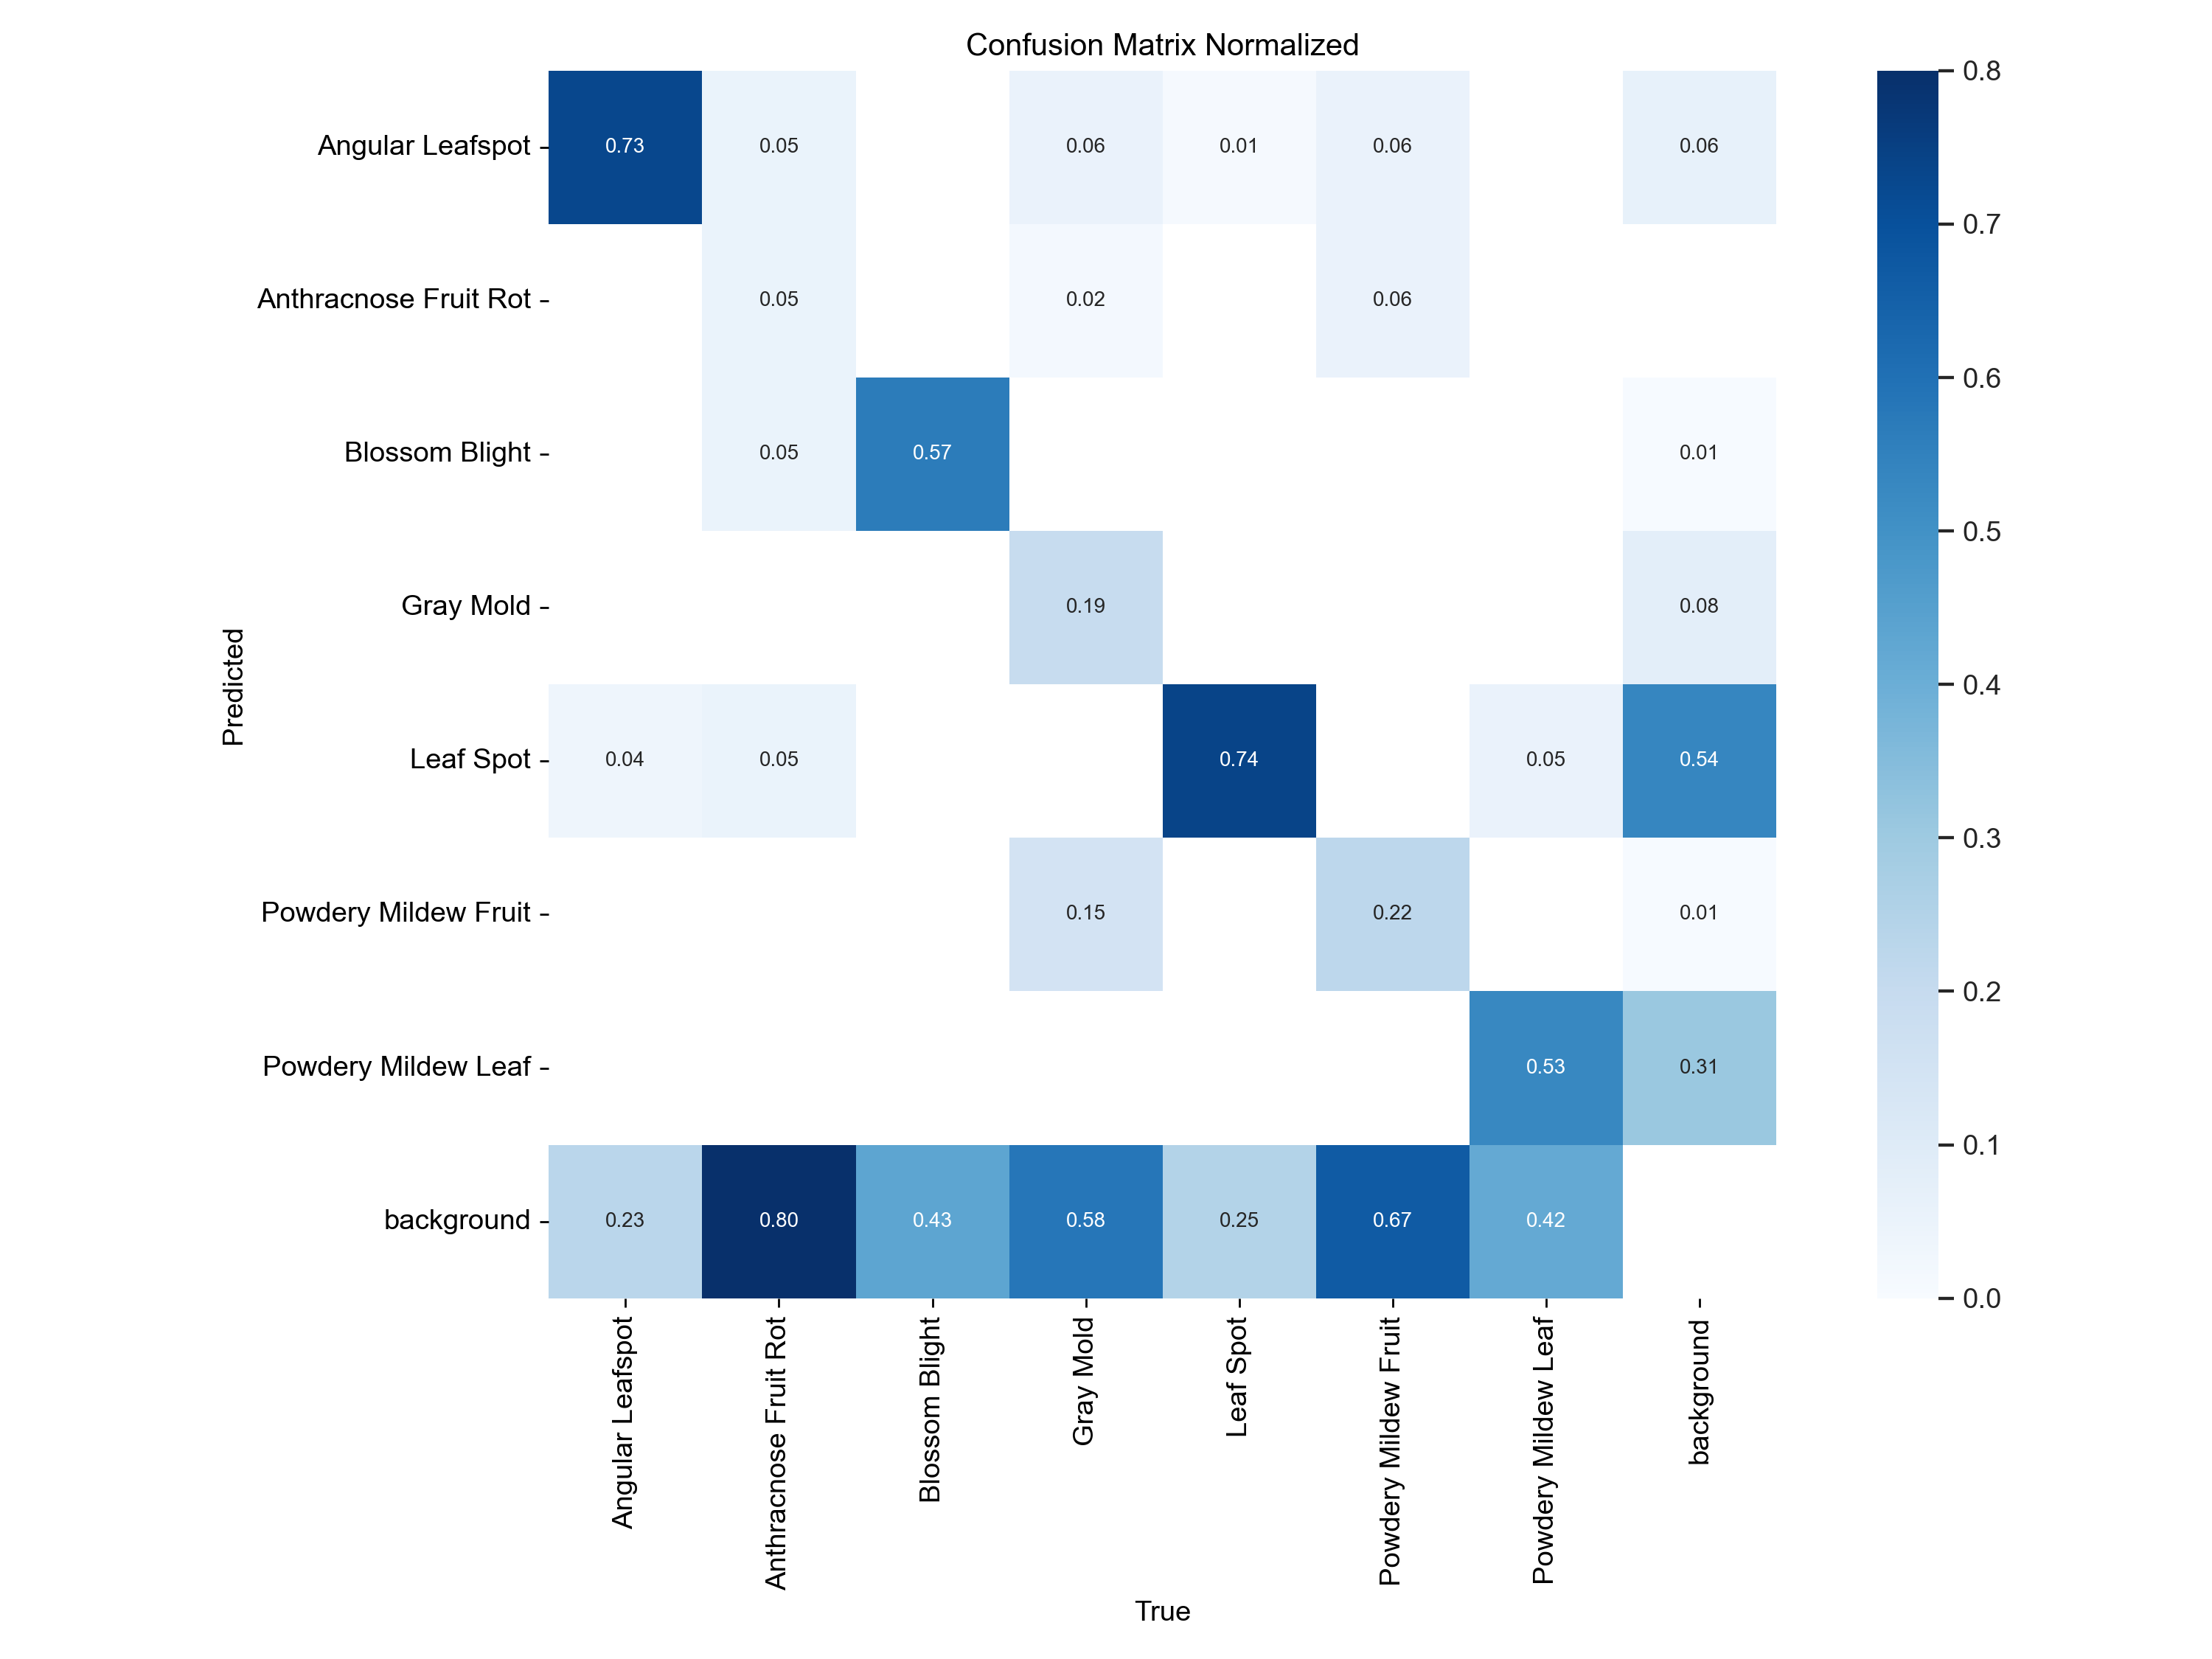 Confusion Matrix Normalized
Angular Leafspot 0.73 0.05 0.06 0.01 0.06 0.06
Anthracnose Fruit Rot 0.05 0.02 0.06
Blossom Blight 0.05 0.57 0.01
Gray Mold 0.19 0.08
Leaf Spot 0.04 0.05 0.74 0.05 0.54
Powdery Mildew Fruit 0.15 0.22 0.01
Powdery Mildew Leaf 0.53 0.31
background 0.23 0.80 0.43 0.58 0.25 0.67 0.42
Predicted
Angular Leafspot
Anthracnose Fruit Rot
Blossom Blight
Gray Mold
Leaf Spot
Powdery Mildew Fruit
Powdery Mildew Leaf
background
True
0.8
0.7
0.6
0.5
0.4
0.3
0.2
0.1
0.0